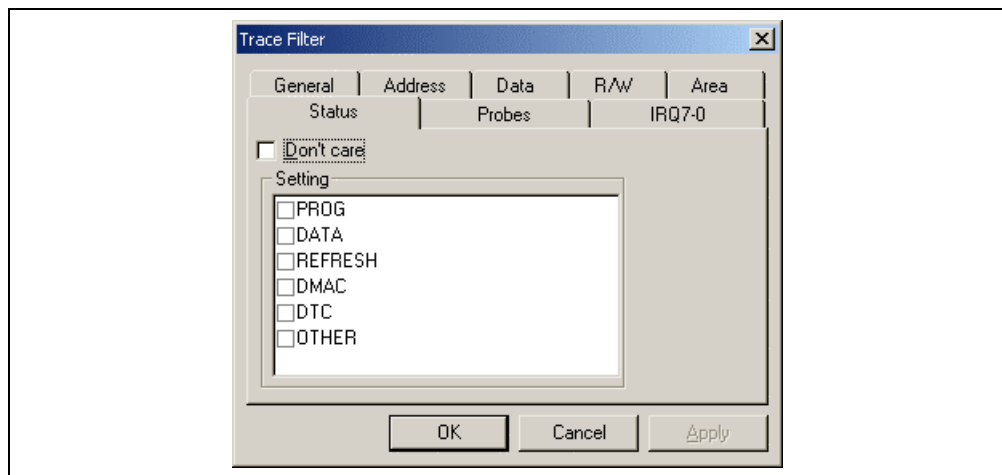 Trace Filter
General Address Data R/W Area
Status Probes IRQ7-0
Don't care
Setting
PROG
DATA
REFRESH
DMAC
DTC
OTHER
OK Cancel Apply